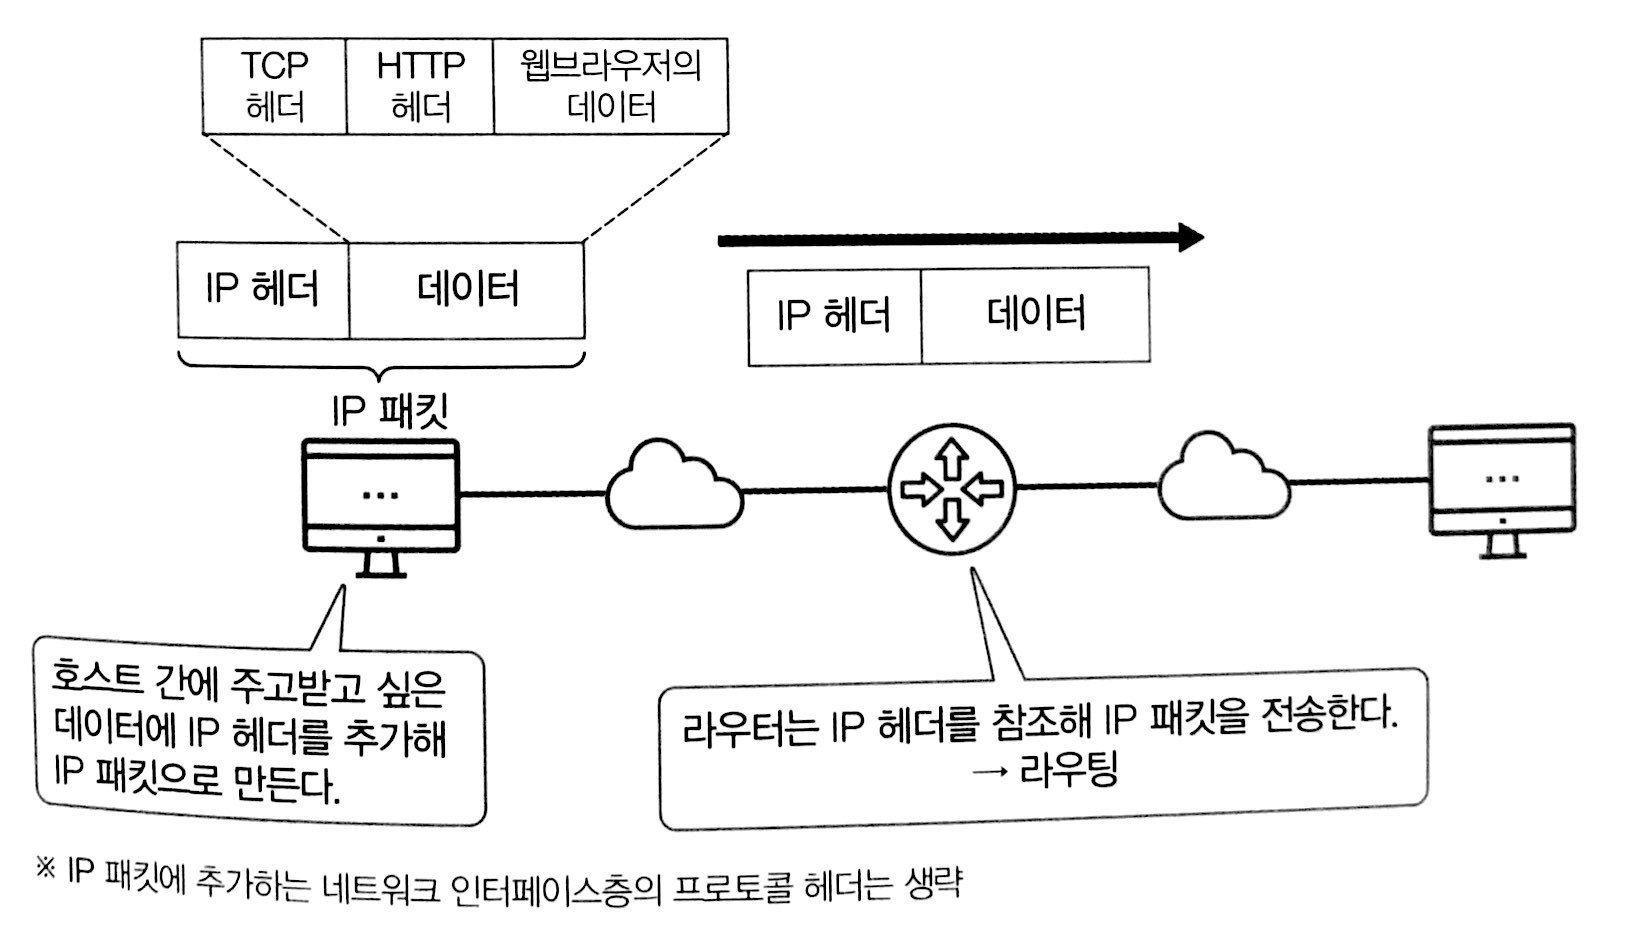 TCP
헤더
HTTP
헤더
웹브라우저의
데이터
IP 헤더
데이터
IP 헤더
데이터
IP 패킷
호스트 간에 주고받고 싶은
데이터에 IP 헤더를 추가해
IP 패킷으로 만든다.
라우터는 IP 헤더를 참조해 IP 패킷을 전송한다.
→ 라우팅
※ IP 패킷에 추가하는 네트워크 인터페이스층의 프로토콜 헤더는 생략